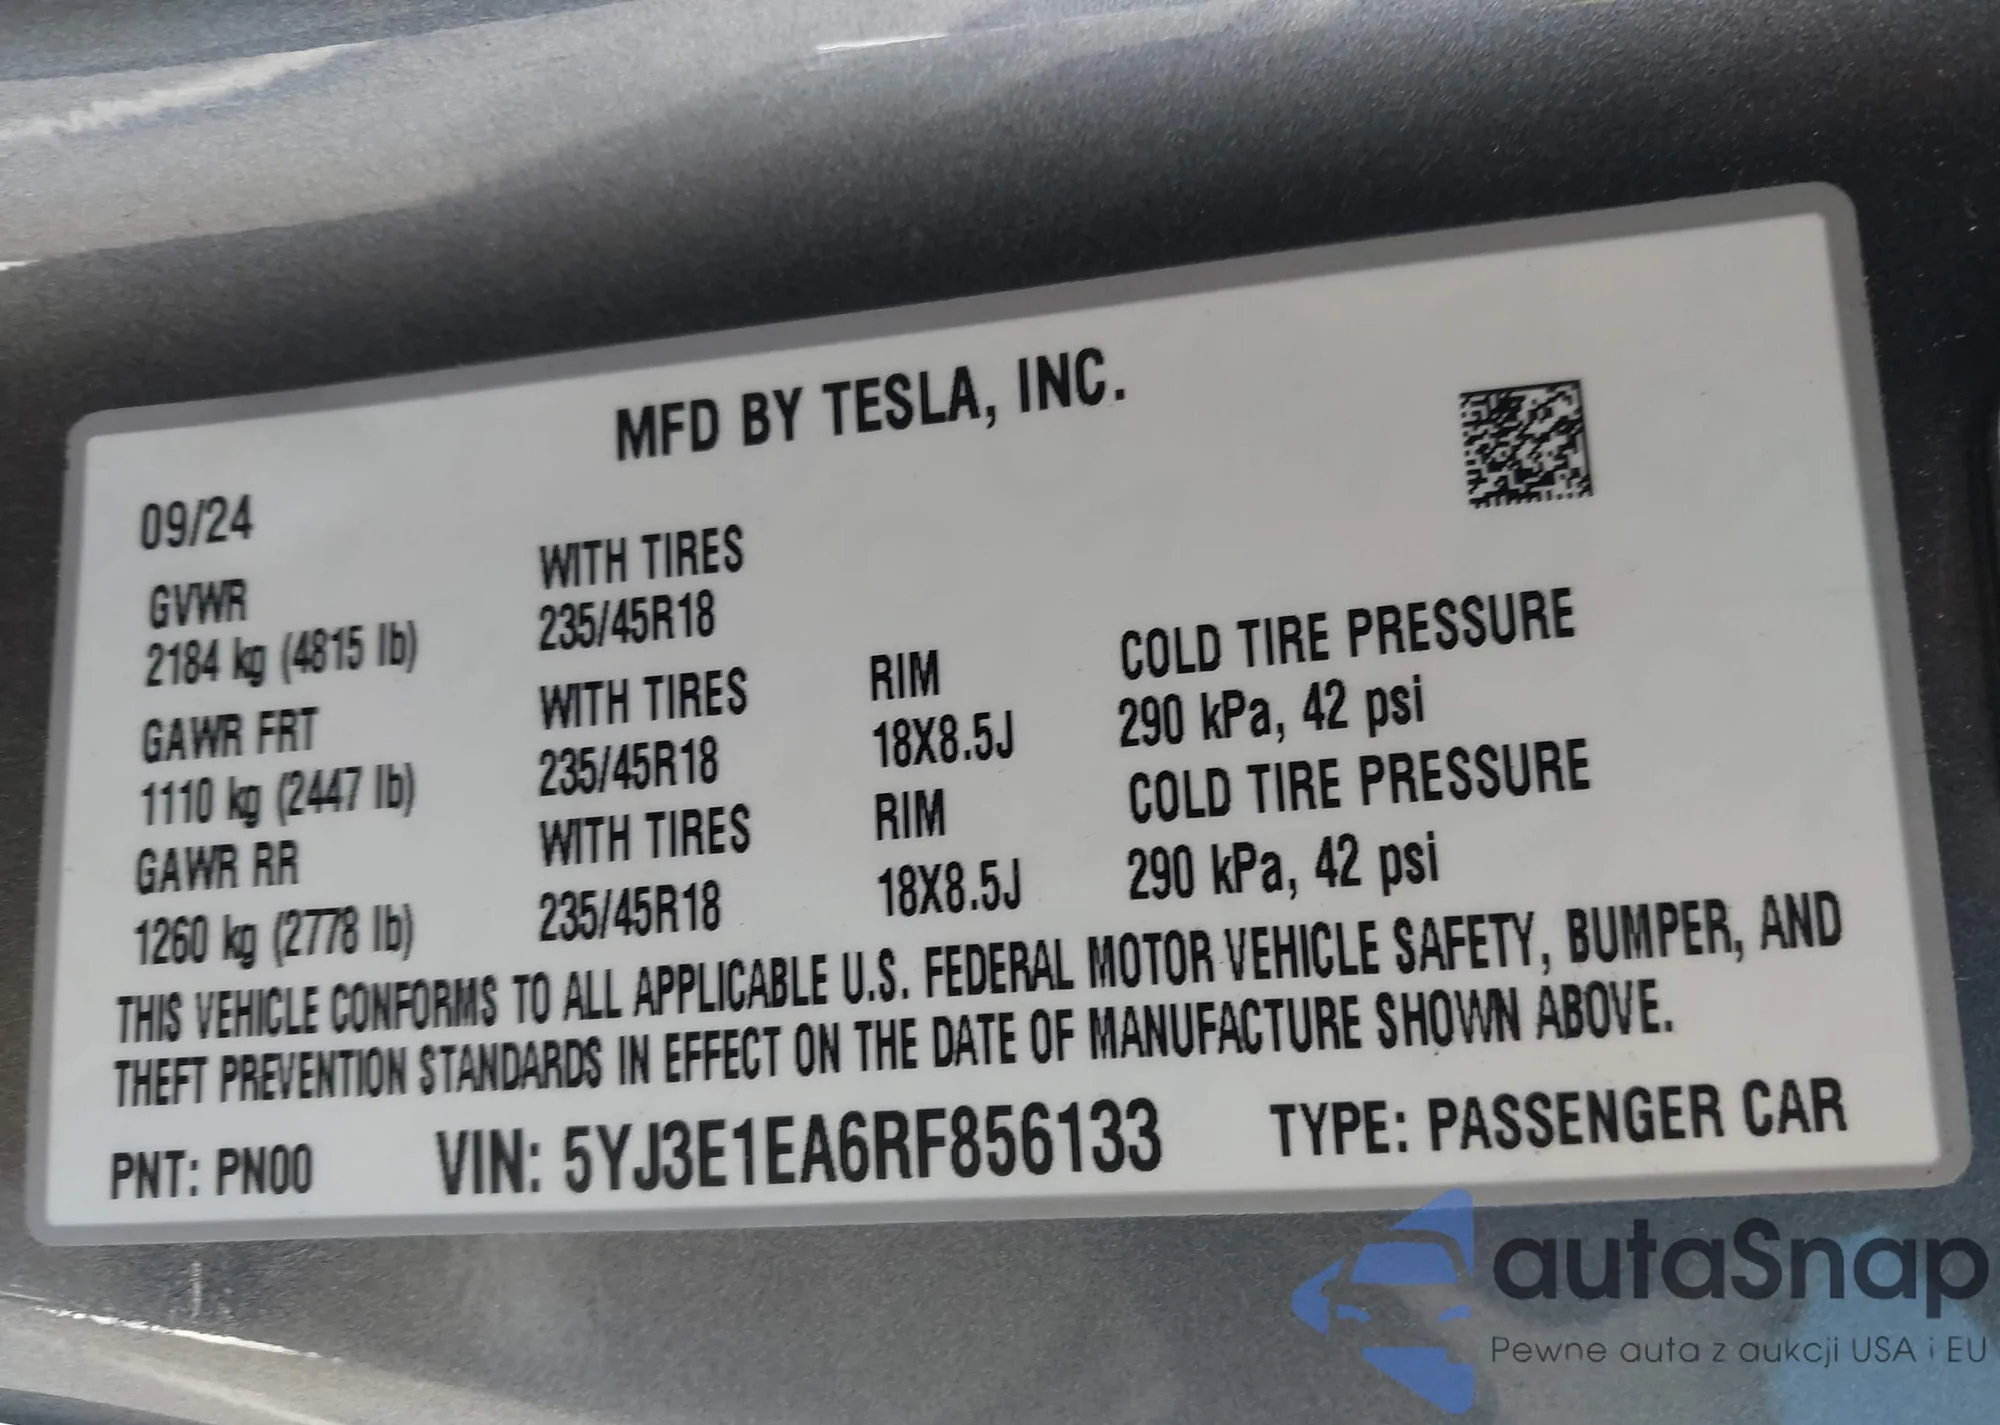 MFD BY TESLA, INC.
09/24
GVWR WITH TIRES
2184 kg (4815 lb) 235/45R18
GAWR FRT WITH TIRES RIM COLD TIRE PRESSURE
1110 kg (2447 lb) 235/45R18 18X8.5J 290 kPa, 42 psi
GAWR RR WITH TIRES RIM COLD TIRE PRESSURE
1260 kg (2778 lb) 235/45R18 18X8.5J 290 kPa, 42 psi
THIS VEHICLE CONFORMS TO ALL APPLICABLE U.S. FEDERAL MOTOR VEHICLE SAFETY, BUMPER, AND
THEFT PREVENTION STANDARDS IN EFFECT ON THE DATE OF MANUFACTURE SHOWN ABOVE.
PNT: PN00 VIN: 5YJ3E1EA6RF856133 TYPE: PASSENGER CAR
autaSnap
Pewne auta z aukcji USA i EU